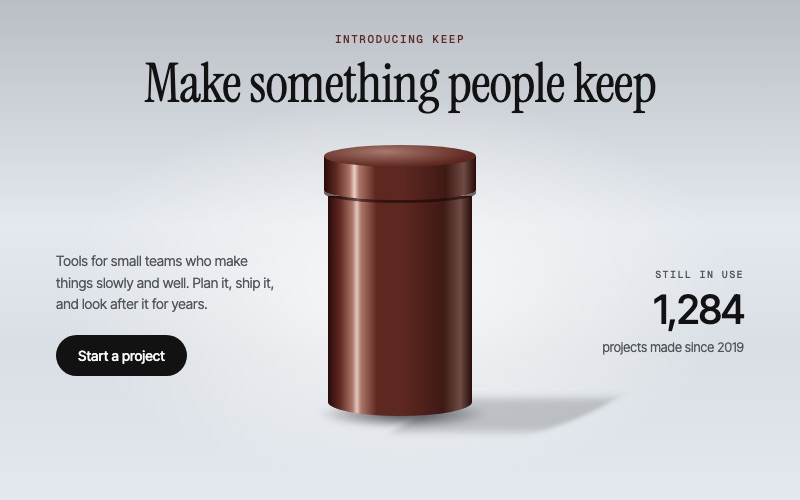 INTRODUCING KEEP
Make something people keep
Tools for small teams who make
things slowly and well. Plan it, ship it,
and look after it for years.
Start a project
STILL IN USE
1,284
projects made since 2019